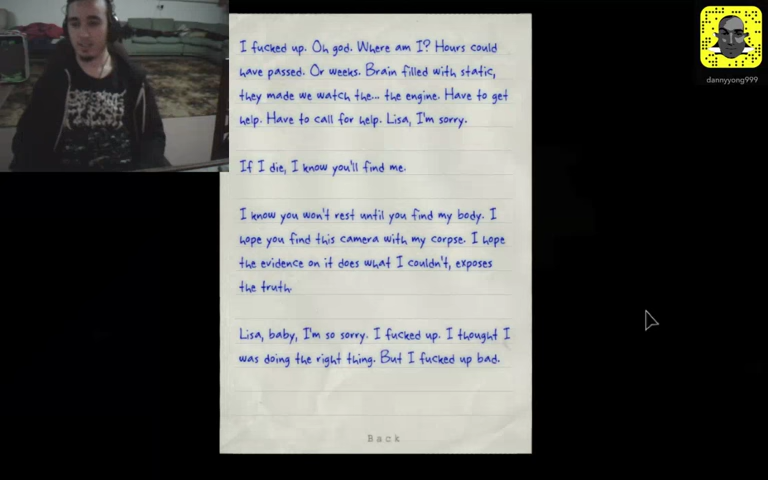 I fucked up. Oh god. Where am I? Hours could
have passed. Or weeks. Brain filled with static,
they made we watch the... the engine. Have to get
help. Have to call for help. Lisa, I'm sorry.
If I die, I know you'll find me.
I know you won't rest until you find my body. I
hope you find this camera with my corpse. I hope
the evidence on it does what I couldn't, exposes
the truth.
Lisa, baby, I'm so sorry. I fucked up. I thought I
was doing the right thing. But I fucked up bad.
Back
dannyyong999